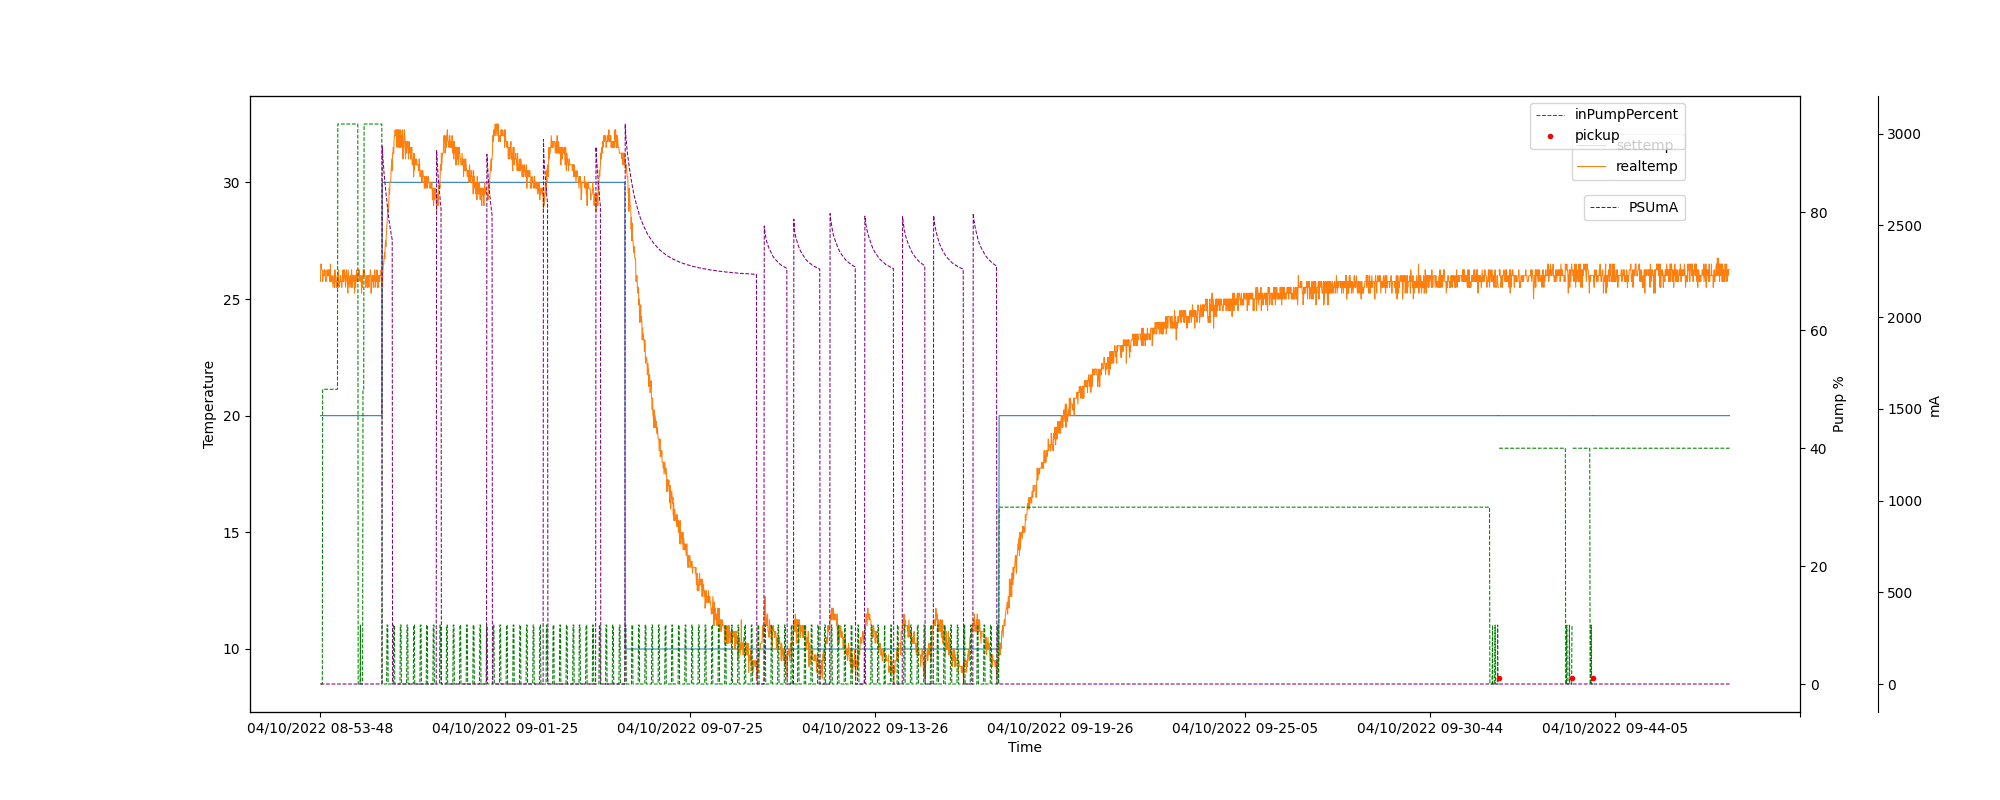 inPumpPercent
pickup
settemp
realtemp
PSUmA
30
25
20
15
10
Temperature
80
60
40
20
0
Pump %
3000
2500
2000
1500
1000
500
0
mA
04/10/2022 08-53-48
04/10/2022 09-01-25
04/10/2022 09-07-25
04/10/2022 09-13-26
04/10/2022 09-19-26
04/10/2022 09-25-05
04/10/2022 09-30-44
04/10/2022 09-44-05
Time